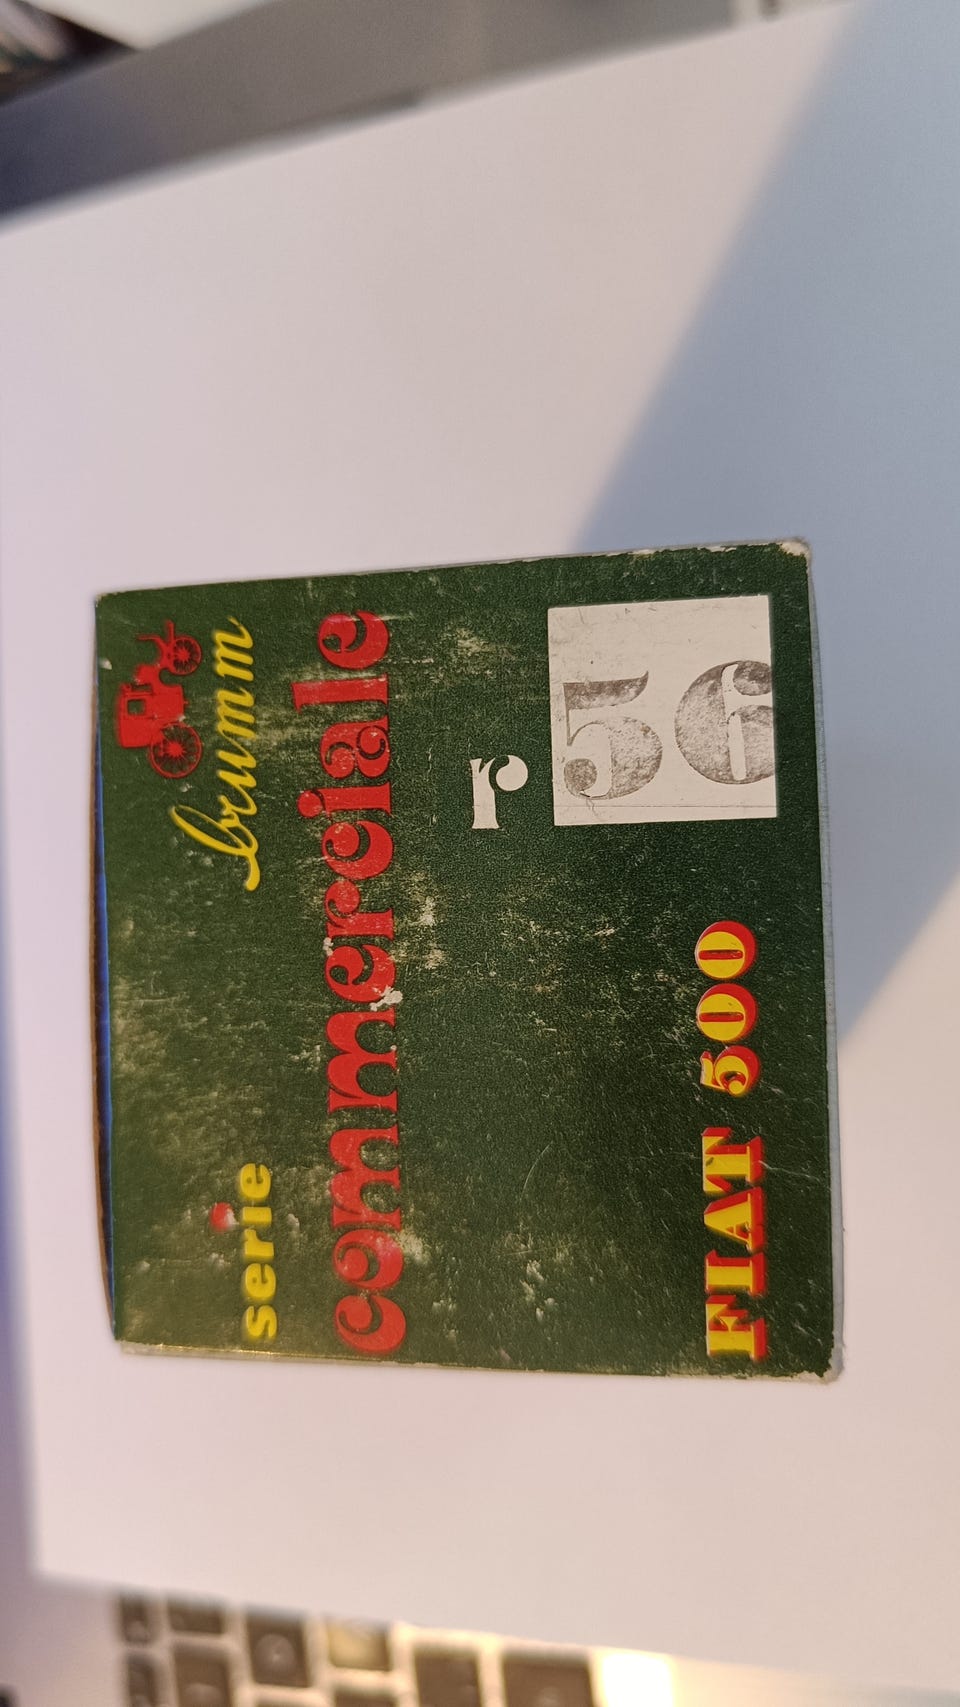 brumm
serie
commerciale
r
56
FIAT 500